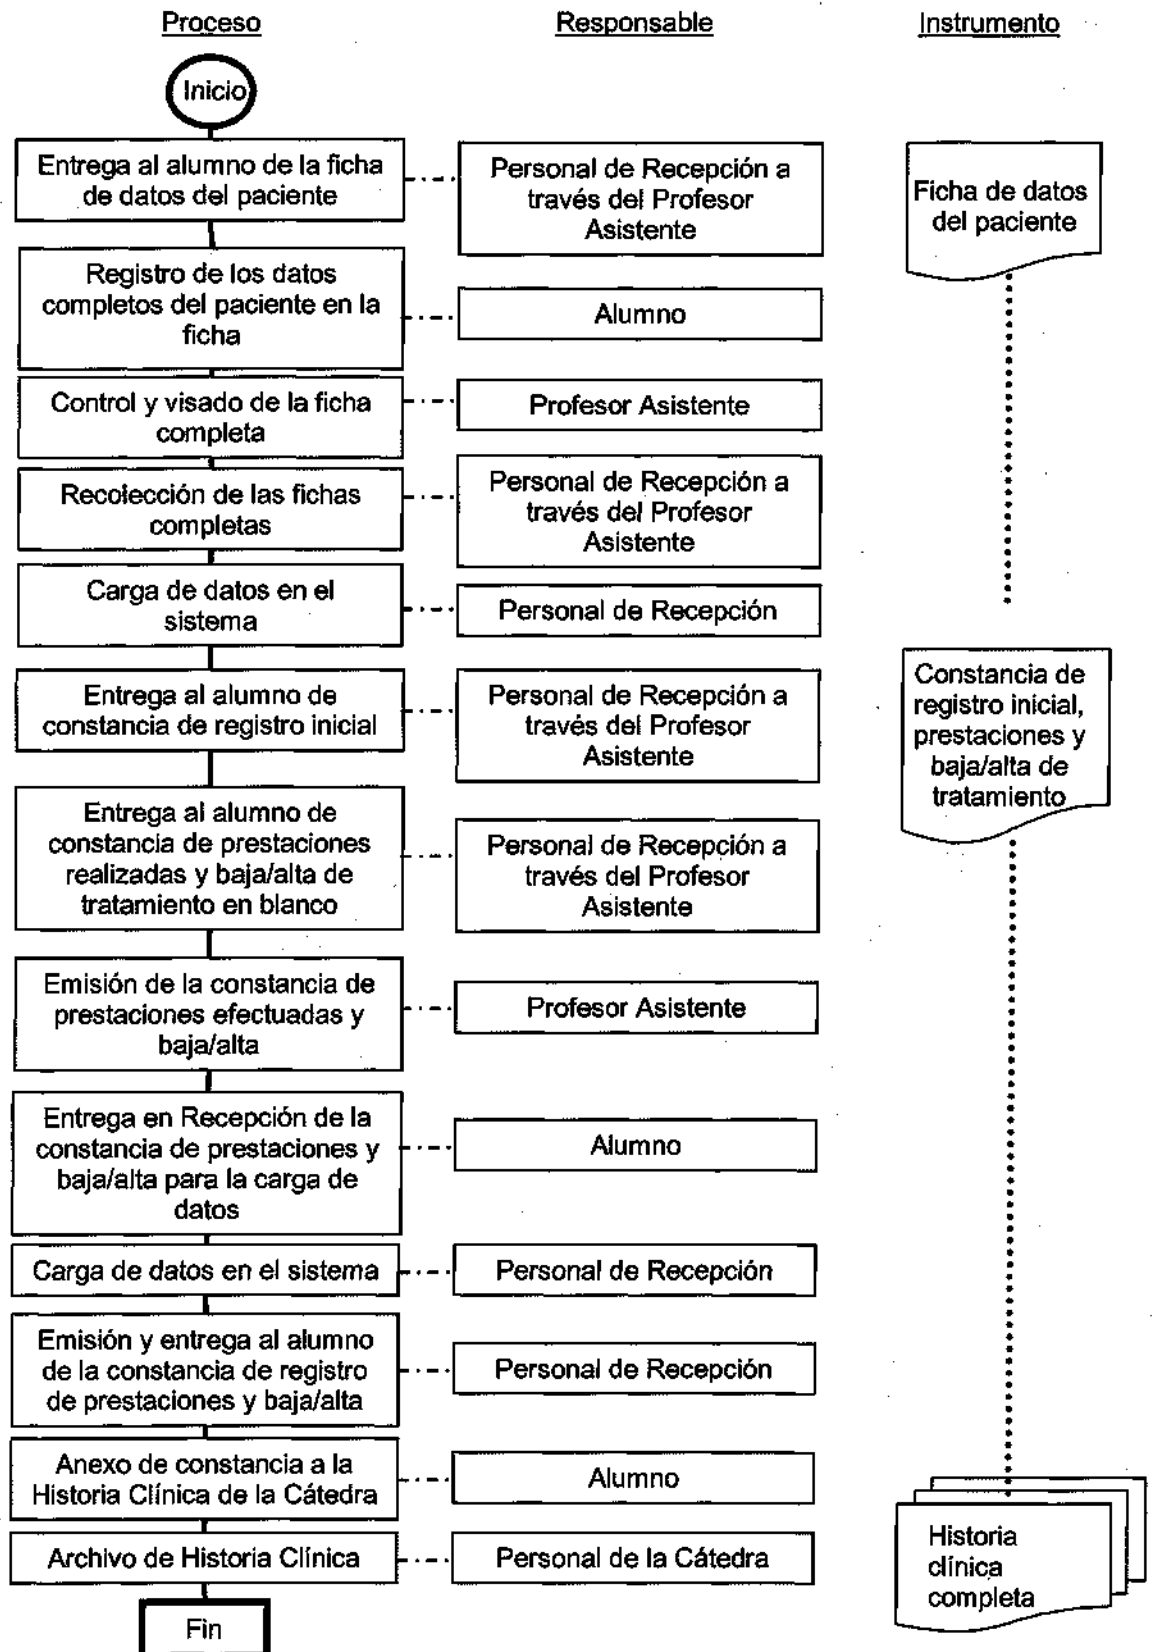 Proceso
Responsable
Instrumento
Inicio
Entrega al alumno de la ficha
de datos del paciente
Personal de Recepción a
través del Profesor
Asistente
Ficha de datos
del paciente
Registro de los datos
completos del paciente en la
ficha
Alumno
Control y visado de la ficha
completa
Profesor Asistente
Recolección de las fichas
completas
Personal de Recepción a
través del Profesor
Asistente
Carga de datos en el
sistema
Personal de Recepción
Entrega al alumno de
constancia de registro inicial
Personal de Recepción a
través del Profesor
Asistente
Constancia de
registro inicial,
prestaciones y
baja/alta de
tratamiento
Entrega al alumno de
constancia de prestaciones
realizadas y baja/alta de
tratamiento en blanco
Personal de Recepción a
través del Profesor
Asistente
Emisión de la constancia de
prestaciones efectuadas y
baja/alta
Profesor Asistente
Entrega en Recepción de la
constancia de prestaciones y
baja/alta para la carga de
datos
Alumno
Carga de datos en el sistema
Personal de Recepción
Emisión y entrega al alumno
de la constancia de registro
de prestaciones y baja/alta
Personal de Recepción
Anexo de constancia a la
Historia Clínica de la Cátedra
Alumno
Archivo de Historia Clínica
Personal de la Cátedra
Historia
clínica
completa
Fin